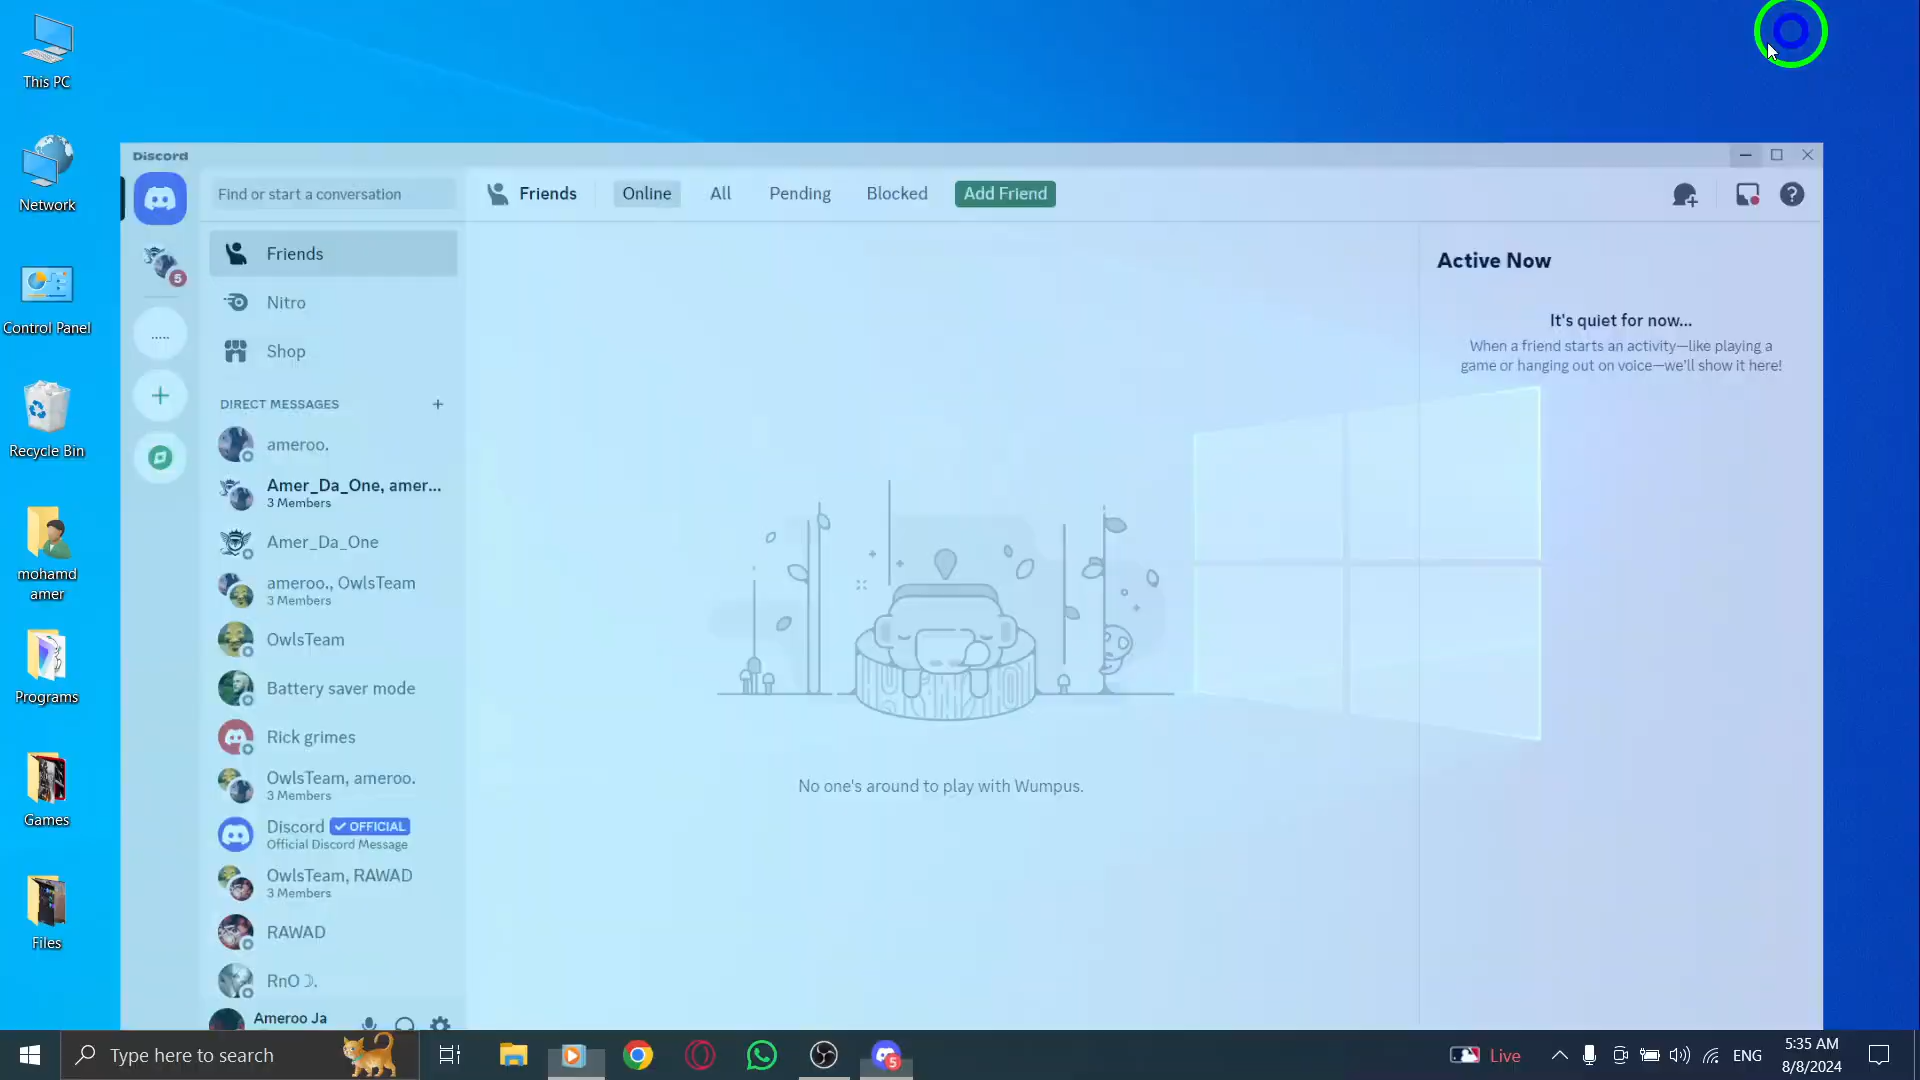 This PC
Network
Control Panel
Recycle Bin
mohamd
amer
Programs
Games
Files
Discord
Find or start a conversation
Friends
Online
All
Pending
Blocked
Add Friend
5
.....
Friends
Nitro
Shop
DIRECT MESSAGES
ameroo.
Amer_Da_One, amer...
3 Members
Amer_Da_One
ameroo., OwlsTeam
3 Members
OwlsTeam
Battery saver mode
Rick grimes
OwlsTeam, ameroo.
3 Members
Discord OFFICIAL
Official Discord Message
OwlsTeam, RAWAD
3 Members
RAWAD
RnO☽.
Ameroo Ja
No one's around to play with Wumpus.
Active Now
It's quiet for now...
When a friend starts an activity—like playing a
game or hanging out on voice—we'll show it here!
Type here to search
5
Live
ENG
5:35 AM
8/8/2024